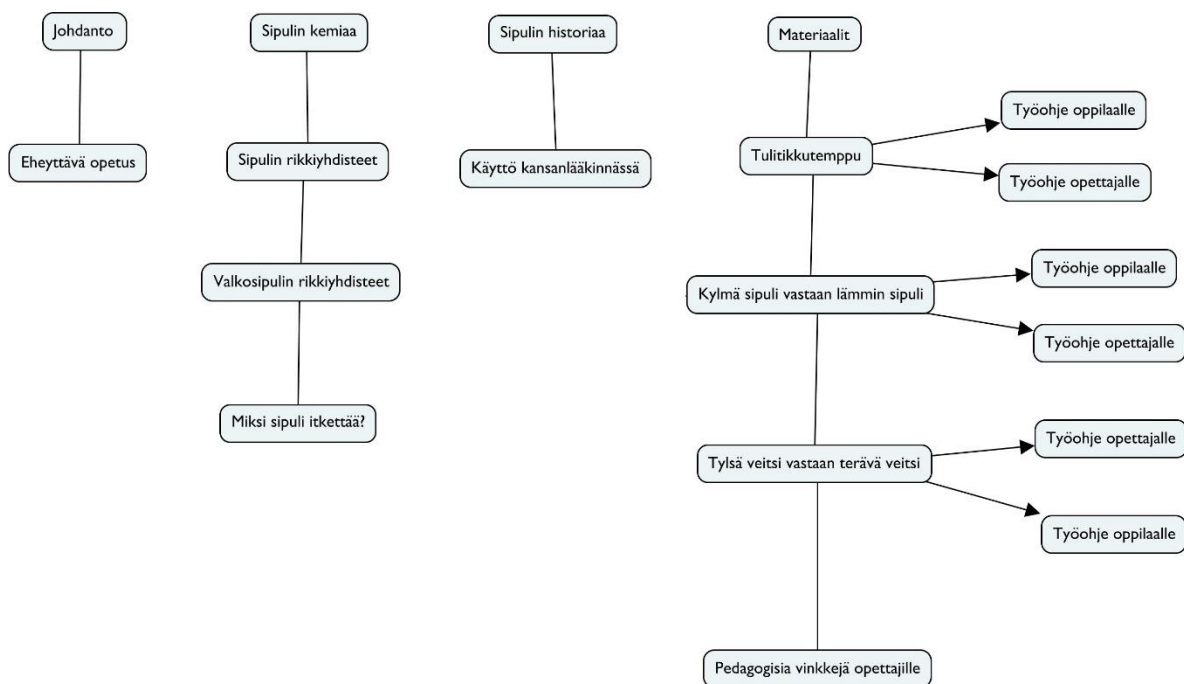 Johdanto
Eheyttävä opetus
Sipulin kemiaa
Sipulin rikkiyhdisteet
Valkosipulin rikkiyhdisteet
Miksi sipuli itkettää?
Sipulin historiaa
Käyttö kansanlääkinnässä
Materiaalit
Tulitikkutemppu
Työohje oppilaalle
Työohje opettajalle
Kylmä sipuli vastaan lämmin sipuli
Työohje oppilaalle
Työohje opettajalle
Tylsä veitsi vastaan terävä veitsi
Työohje opettajalle
Työohje oppilaalle
Pedagogisia vinkkejä opettajille